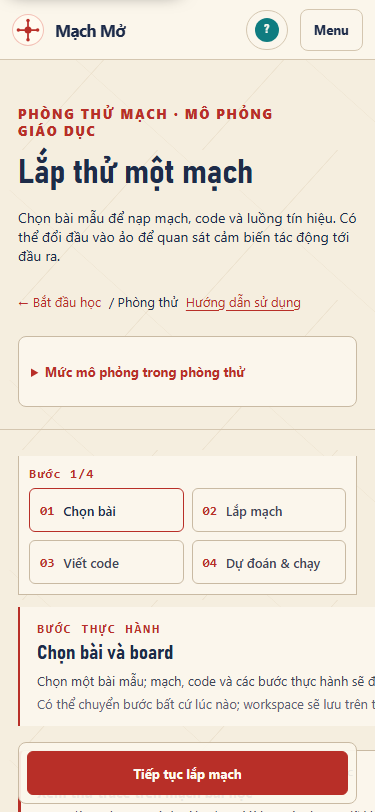 Mạch Mở
?
Menu
PHÒNG THỬ MẠCH · MÔ PHỎNG
GIÁO DỤC
Lắp thử một mạch
Chọn bài mẫu để nạp mạch, code và luồng tín hiệu. Có
thể đổi đầu vào ảo để quan sát cảm biến tác động tới
đầu ra.
← Bắt đầu học / Phòng thử Hướng dẫn sử dụng
▶ Mức mô phỏng trong phòng thử
Bước 1/4
01 Chọn bài
02 Lắp mạch
03 Viết code
04 Dự đoán & chạy
BƯỚC THỰC HÀNH
Chọn bài và board
Chọn một bài mẫu; mạch, code và các bước thực hành sẽ
Có thể chuyển bước bất cứ lúc nào; workspace sẽ lưu trên
Tiếp tục lắp mạch